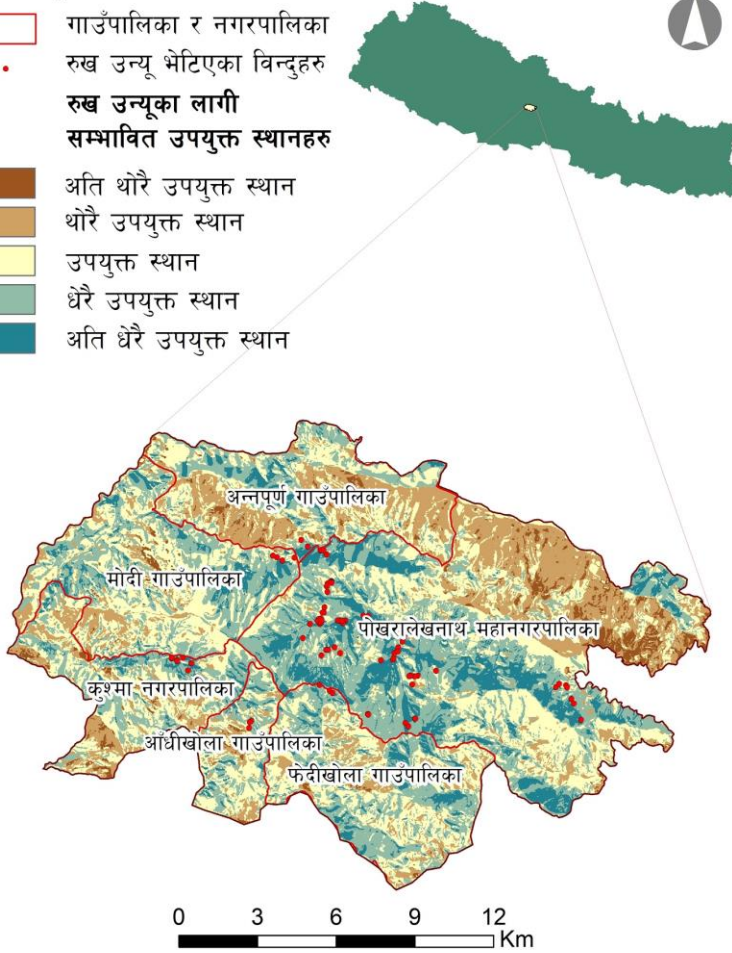 गाउँपालिका र नगरपालिका
रुख उन्यू भेटिएका विन्दुहरु
रुख उन्यूका लागी
सम्भावित उपयुक्त स्थानहरु
अति थोरै उपयुक्त स्थान
थोरै उपयुक्त स्थान
उपयुक्त स्थान
धेरै उपयुक्त स्थान
अति धेरै उपयुक्त स्थान
अन्नपूर्ण गाउँपालिका
मोदी गाउँपालिका
पोखरालेखनाथ महानगरपालिका
कुश्मा नगरपालिका
आँधीखोला गाउँपालिका
फेदीखोला गाउँपालिका
0 3 6 9 12
Km